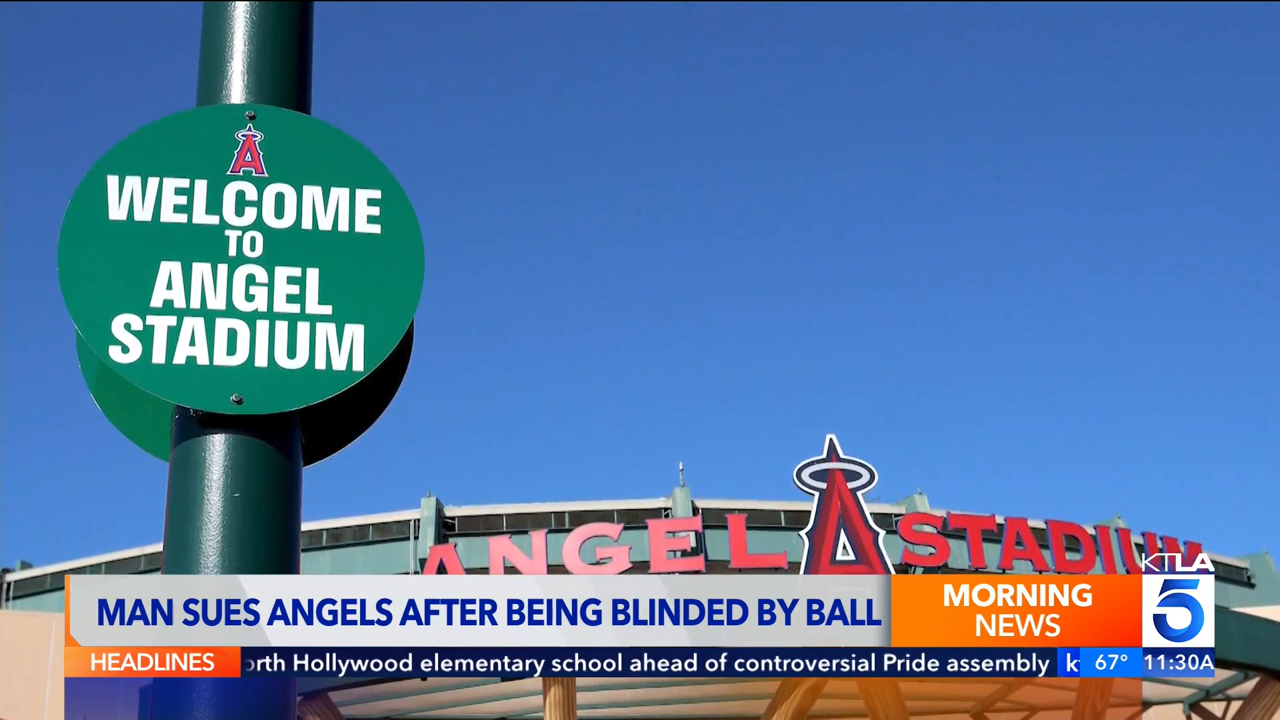 A
WELCOME
TO
ANGEL
STADIUM
ANGEL A STADIUM
MAN SUES ANGELS AFTER BEING BLINDED BY BALL
MORNING
NEWS
KTLA
5
HEADLINES
Hollywood elementary school ahead of controversial Pride assembly
67°
11:30A